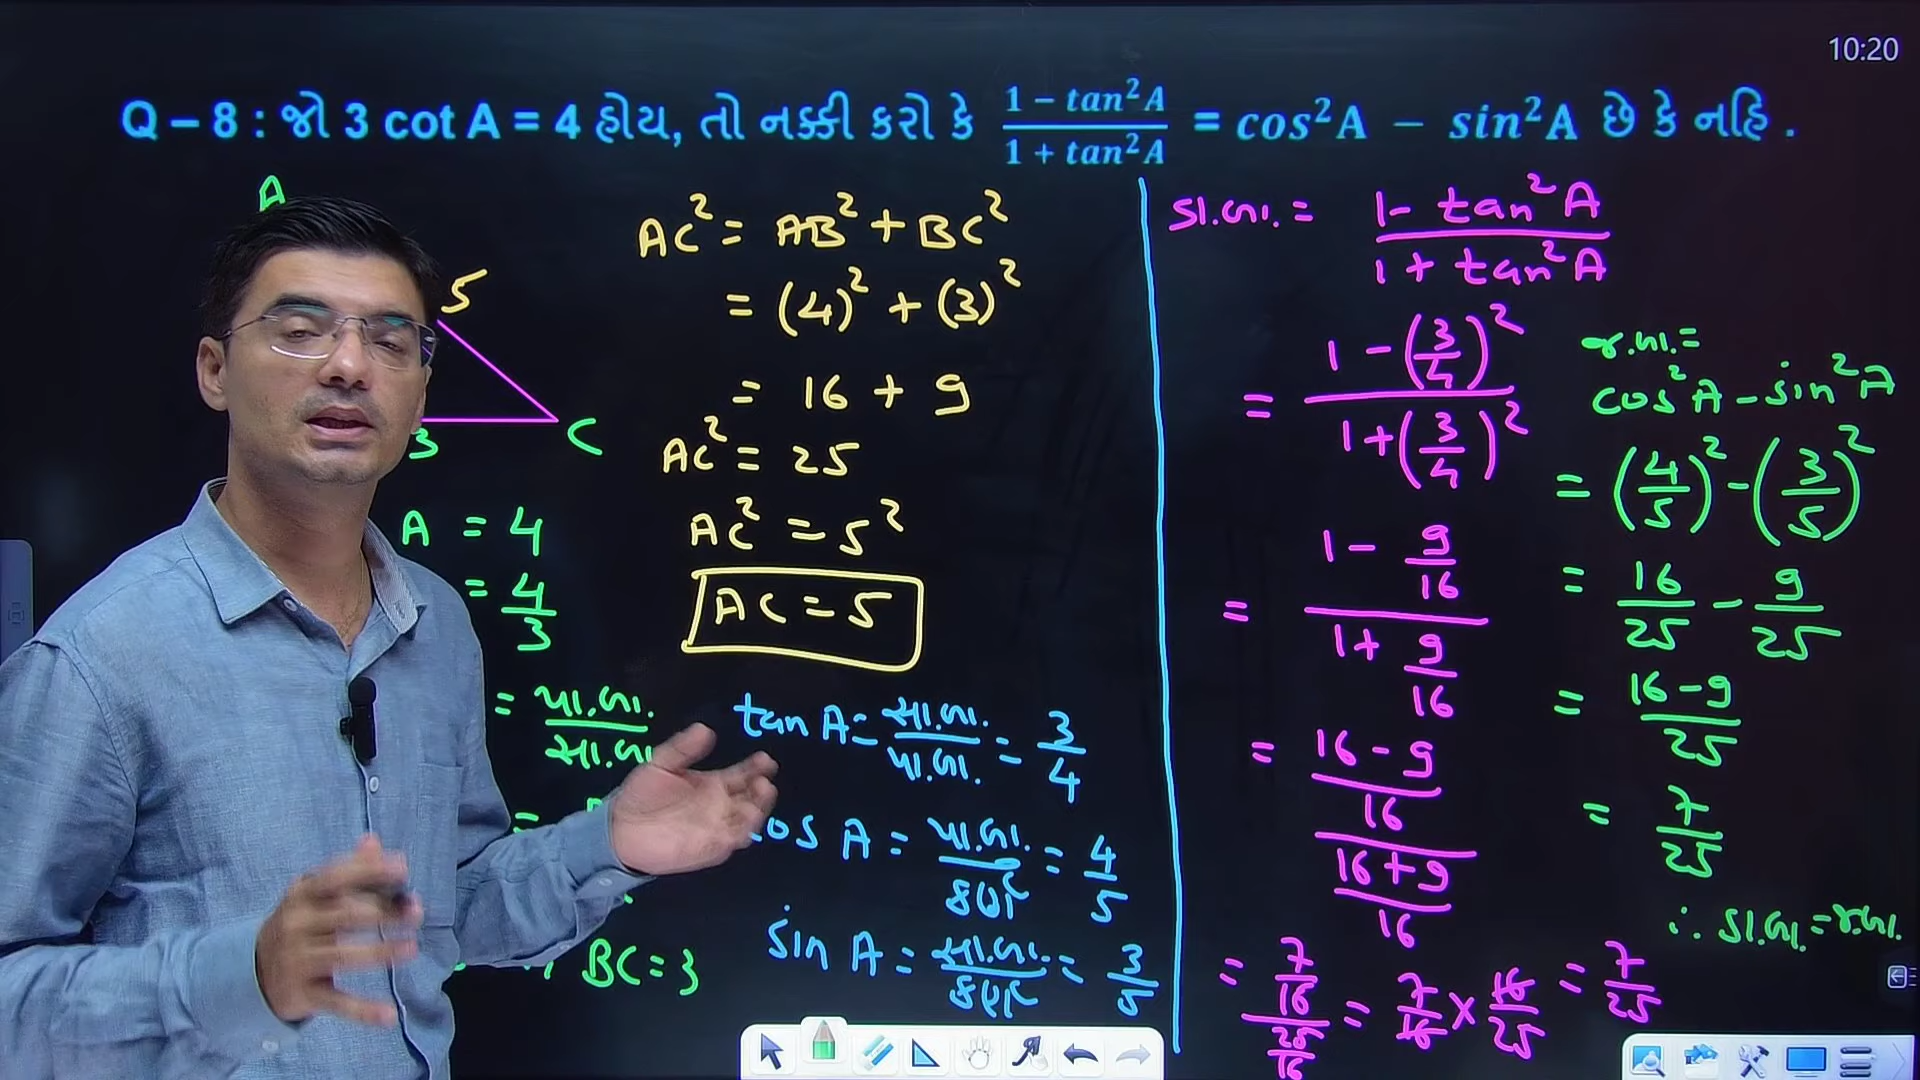 10:20
Q – 8 : જો 3 cot A = 4 હોય, તો નક્કી કરો કે (1 − tan²A)/(1 + tan²A) = cos²A − sin²A છે કે નહિ .
A
5
3
C
A = 4
= 4/3
= પા.બા./સા.બા
=
BC = 3
AC² = AB² + BC²
= (4)² + (3)²
= 16 + 9
AC² = 25
AC² = 5²
AC = 5
tan A = સા.બા./પા.બા. = 3/4
cos A = પા.બા./કર્ણ = 4/5
sin A = સા.બા./કર્ણ = 3/5
ડા.બા. = (1 - tan²A)/(1 + tan²A)
= (1 - (3/4)²)/(1 + (3/4)²)
= (1 - 9/16)/(1 + 9/16)
= ((16 - 9)/16)/((16 + 9)/16)
= (7/16)/(25/16) = 7/16 × 16/25 = 7/25
જ.બા. =
cos²A - sin²A
= (4/5)² - (3/5)²
= 16/25 - 9/25
= (16 - 9)/25
= 7/25
∴ ડા.બા. = જ.બા.